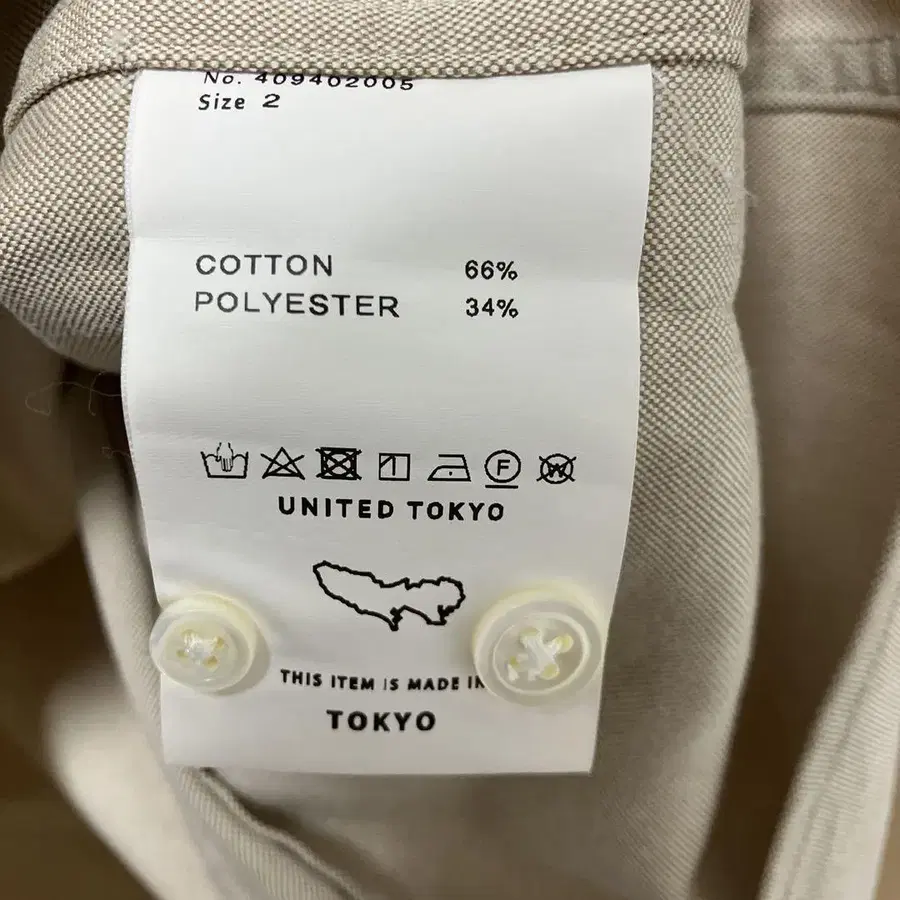 No. 409402005
Size 2
COTTON 66%
POLYESTER 34%
F W
UNITED TOKYO
THIS ITEM IS MADE IN
TOKYO